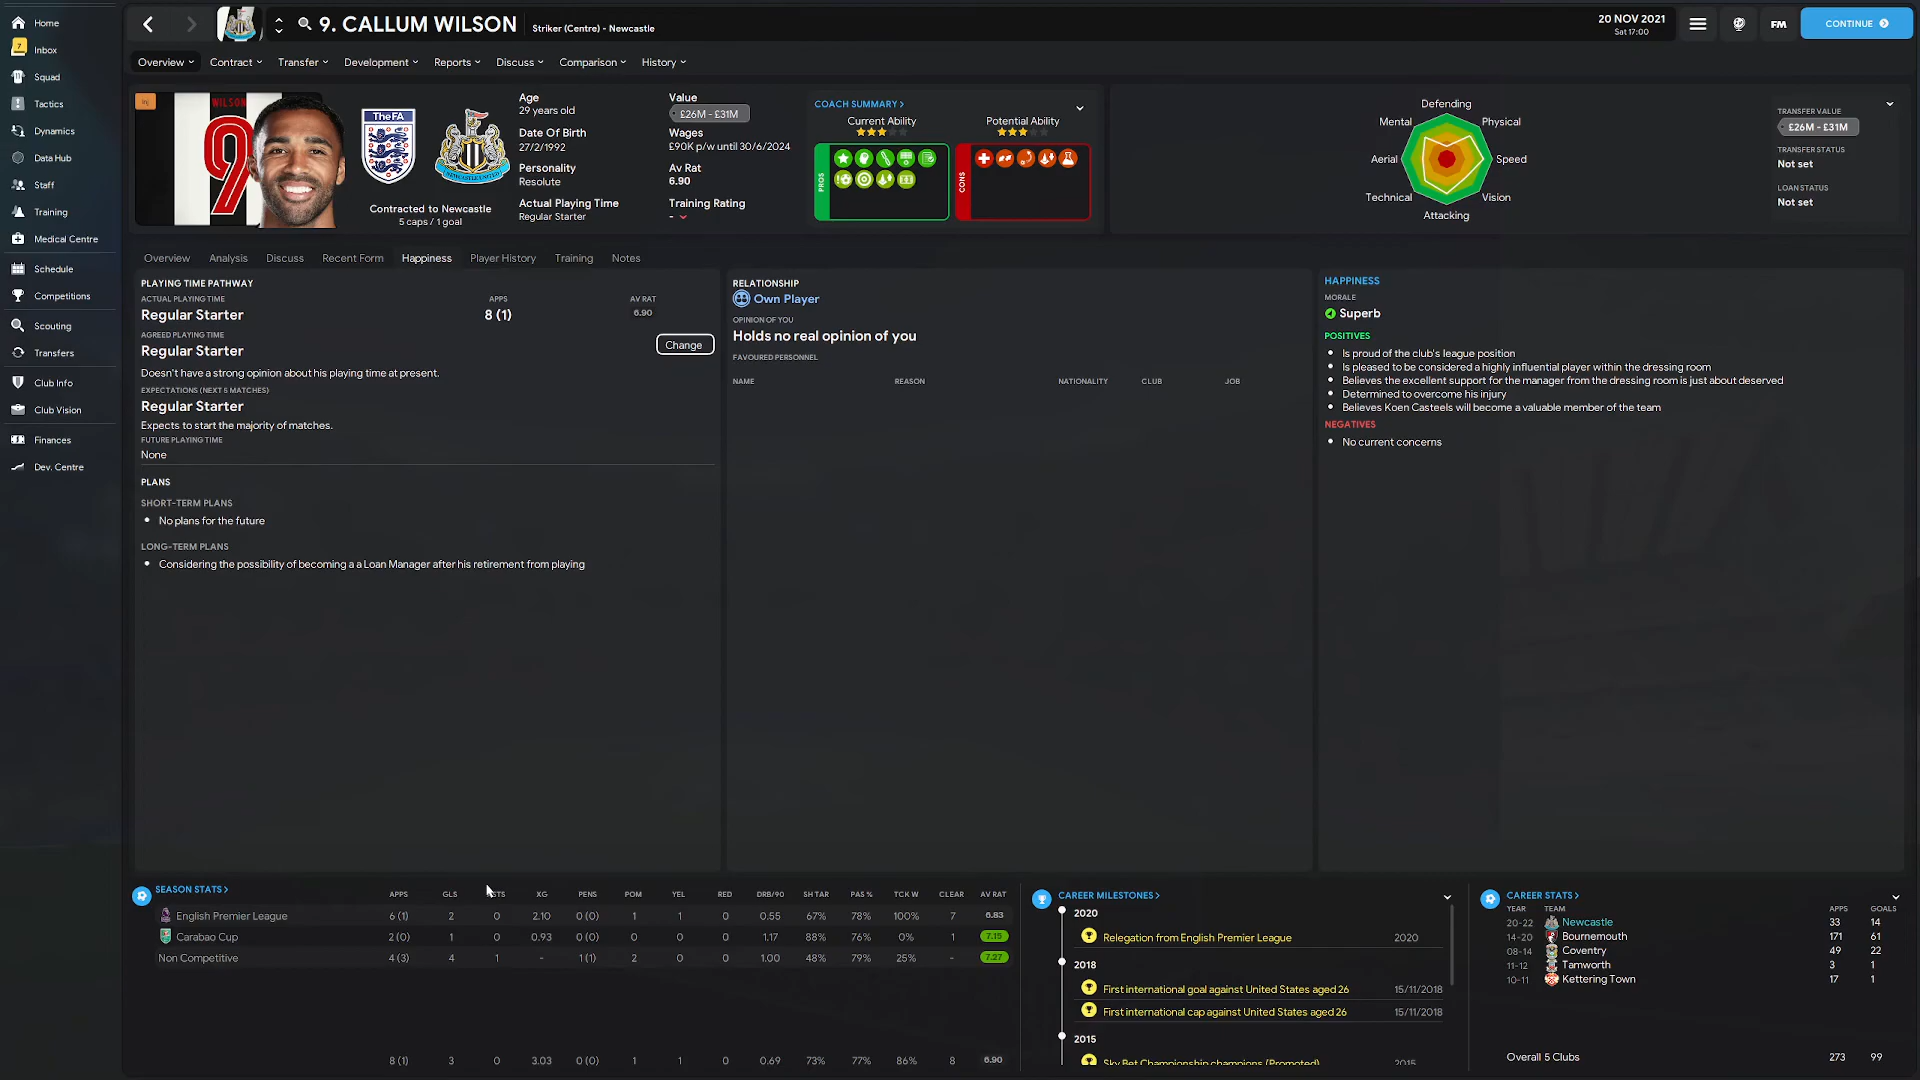 Home
7
Inbox
Squad
Tactics
Dynamics
Data Hub
Staff
Training
Medical Centre
Schedule
Competitions
Scouting
Transfers
Club Info
Club Vision
Finances
Dev. Centre
9. CALLUM WILSON
Striker (Centre) - Newcastle
20 NOV 2021
Sat 17:00
FM
CONTINUE
Overview Contract Transfer Development Reports Discuss Comparison History
Inj
WILSON
9
The FA
NEWCASTLE UNITED
Contracted to Newcastle
5 caps / 1 goal
Age
29 years old
Date Of Birth
27/2/1992
Personality
Resolute
Actual Playing Time
Regular Starter
Value
£26M - £31M
Wages
£90K p/w until 30/6/2024
Av Rat
6.90
Training Rating
-
COACH SUMMARY >
Current Ability
Potential Ability
PROS
CONS
Defending
Mental
Physical
Aerial
Speed
Technical
Vision
Attacking
TRANSFER VALUE
£26M - £31M
TRANSFER STATUS
Not set
LOAN STATUS
Not set
Overview Analysis Discuss Recent Form Happiness Player History Training Notes
PLAYING TIME PATHWAY
ACTUAL PLAYING TIME APPS AV RAT
Regular Starter 8 (1) 6.90
AGREED PLAYING TIME
Regular Starter
Change
Doesn't have a strong opinion about his playing time at present.
EXPECTATIONS (NEXT 5 MATCHES)
Regular Starter
Expects to start the majority of matches.
FUTURE PLAYING TIME
None
PLANS
SHORT-TERM PLANS
• No plans for the future
LONG-TERM PLANS
• Considering the possibility of becoming a a Loan Manager after his retirement from playing
RELATIONSHIP
Own Player
OPINION OF YOU
Holds no real opinion of you
FAVOURED PERSONNEL
NAME REASON NATIONALITY CLUB JOB
HAPPINESS
MORALE
Superb
POSITIVES
• Is proud of the club's league position
• Is pleased to be considered a highly influential player within the dressing room
• Believes the excellent support for the manager from the dressing room is just about deserved
• Determined to overcome his injury
• Believes Koen Casteels will become a valuable member of the team
NEGATIVES
• No current concerns
SEASON STATS >
APPS GLS STS XG PENS POM YEL RED DRB/90 SH TAR PAS % TCK W CLEAR AV RAT
English Premier League 6 (1) 2 0 2.10 0 (0) 1 1 0 0.55 67% 78% 100% 7 6.83
Carabao Cup 2 (0) 1 0 0.93 0 (0) 0 0 0 1.17 88% 76% 0% 1 7.15
Non Competitive 4 (3) 4 1 - 1 (1) 2 0 0 1.00 48% 79% 25% - 7.27
8 (1) 3 0 3.03 0 (0) 1 1 0 0.69 73% 77% 86% 8 6.90
CAREER MILESTONES >
2020
Relegation from English Premier League 2020
2018
First international goal against United States aged 26 15/11/2018
First international cap against United States aged 26 15/11/2018
2015
Sky Bet Championship champions (Promoted) 2015
CAREER STATS >
YEAR TEAM APPS GOALS
20-22 Newcastle 33 14
14-20 Bournemouth 171 61
08-14 Coventry 49 22
11-12 Tamworth 3 1
10-11 Kettering Town 17 1
Overall 5 Clubs 273 99